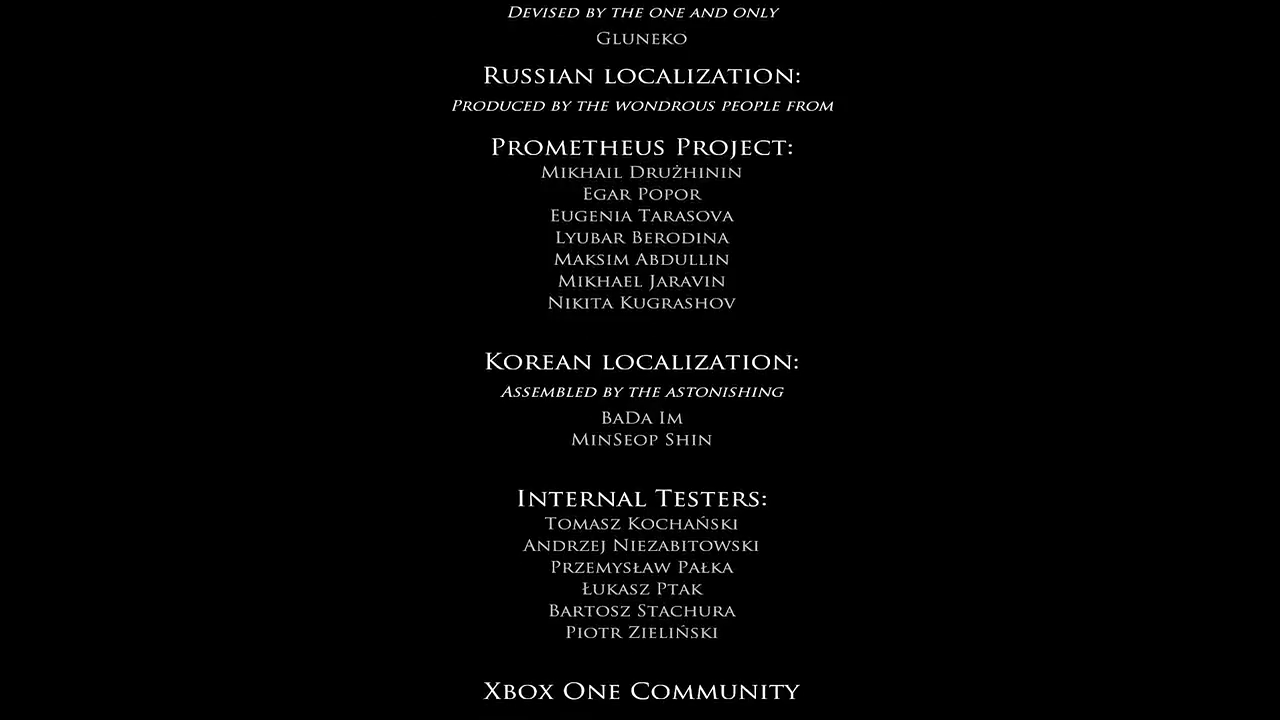 Devised by the one and only
Gluneko
Russian localization:
Produced by the wondrous people from
Prometheus Project:
Mikhail Drużhinin
Egar Popor
Eugenia Tarasova
Lyubar Berodina
Maksim Abdullin
Mikhael Jaravin
Nikita Kugrashov
Korean localization:
Assembled by the astonishing
BaDa Im
MinSeop Shin
Internal Testers:
Tomasz Kochański
Andrzej Niezabitowski
Przemysław Pałka
Łukasz Ptak
Bartosz Stachura
Piotr Zieliński
Xbox One Community